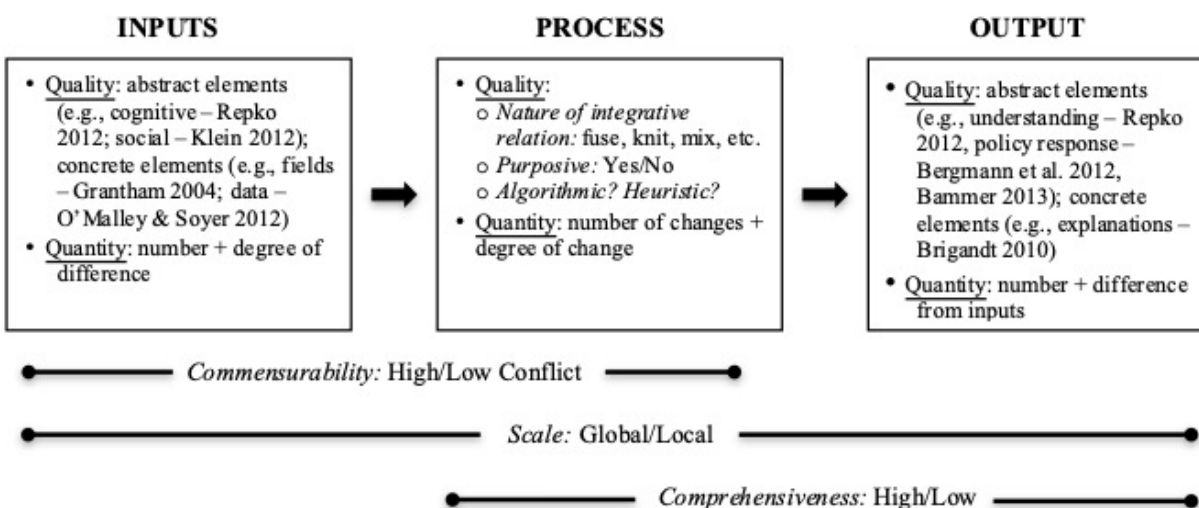 INPUTS
• Quality: abstract elements
(e.g., cognitive – Repko
2012; social – Klein 2012);
concrete elements (e.g., fields
– Grantham 2004; data –
O’Malley & Soyer 2012)
• Quantity: number + degree of
difference
PROCESS
• Quality:
o Nature of integrative
relation: fuse, knit, mix, etc.
o Purposive: Yes/No
o Algorithmic? Heuristic?
• Quantity: number of changes +
degree of change
OUTPUT
• Quality: abstract elements
(e.g., understanding – Repko
2012, policy response –
Bergmann et al. 2012,
Bammer 2013); concrete
elements (e.g., explanations –
Brigandt 2010)
• Quantity: number + difference
from inputs
Commensurability: High/Low Conflict
Scale: Global/Local
Comprehensiveness: High/Low